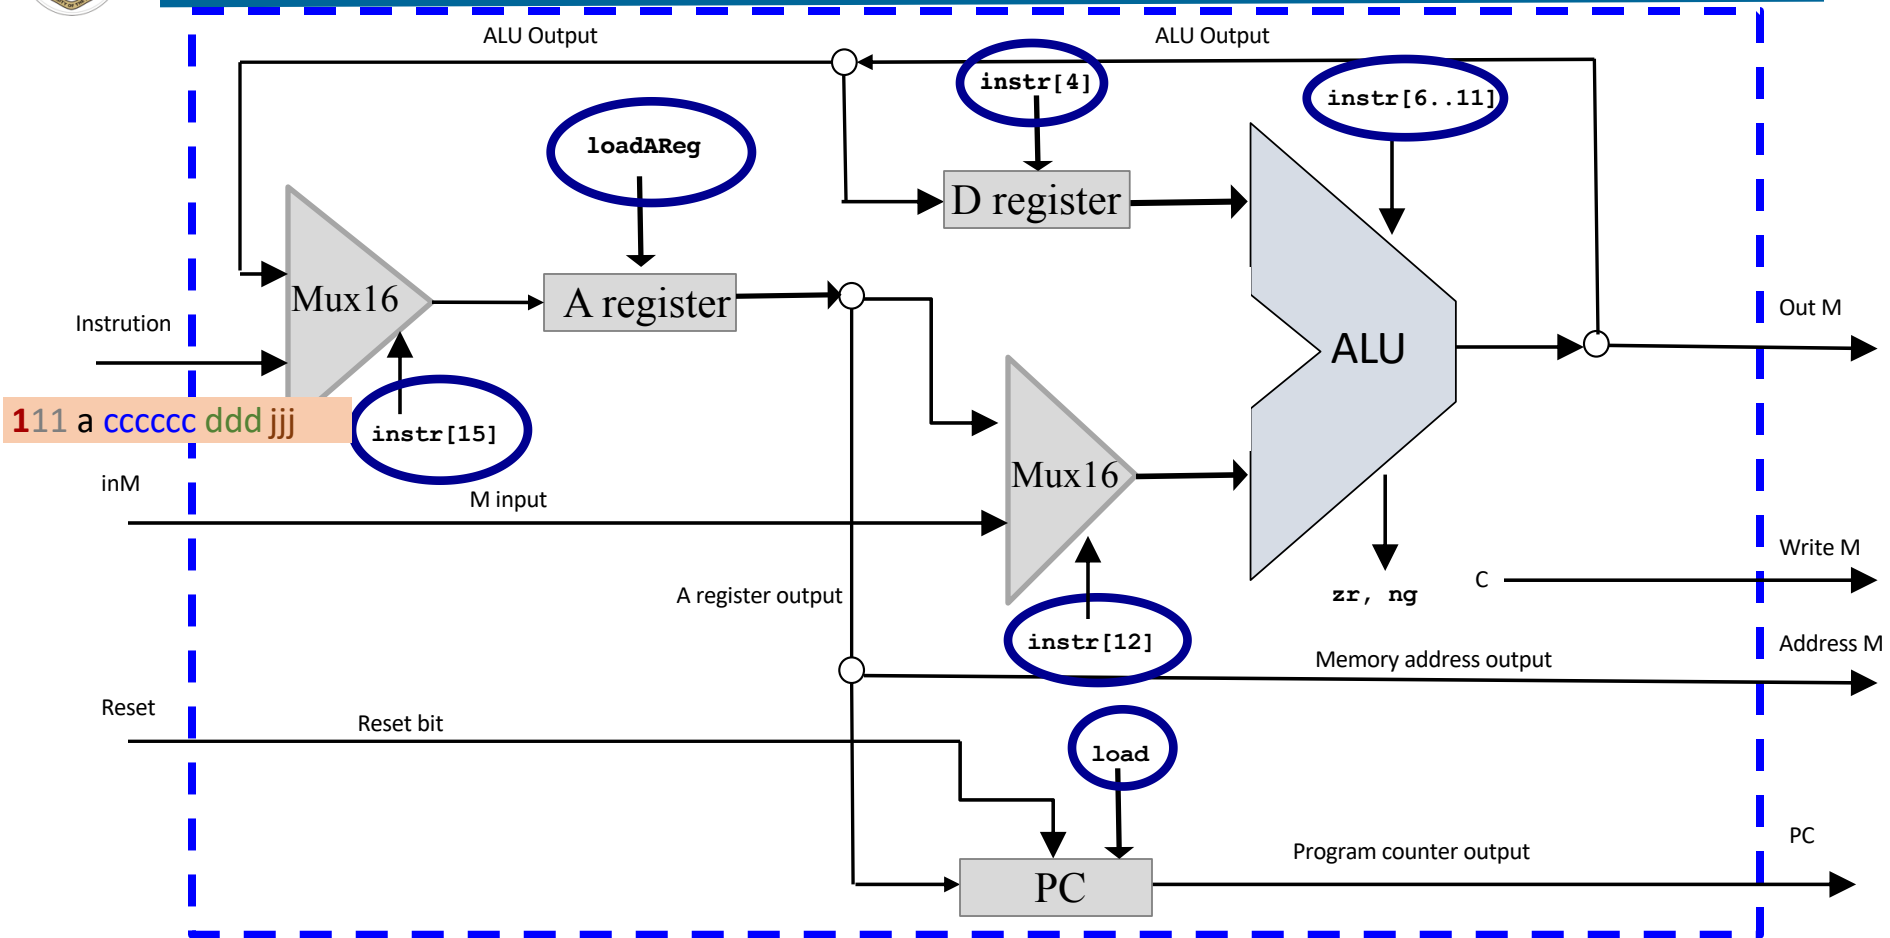 ALU Output
ALU Output
instr[4]
instr[6..11]
loadAReg
D register
Mux16
A register
Instrution
Out M
ALU
111 a cccccc ddd jjj
instr[15]
Mux16
inM
M input
Write M
C
zr, ng
A register output
instr[12]
Address M
Memory address output
Reset
Reset bit
load
PC
Program counter output
PC